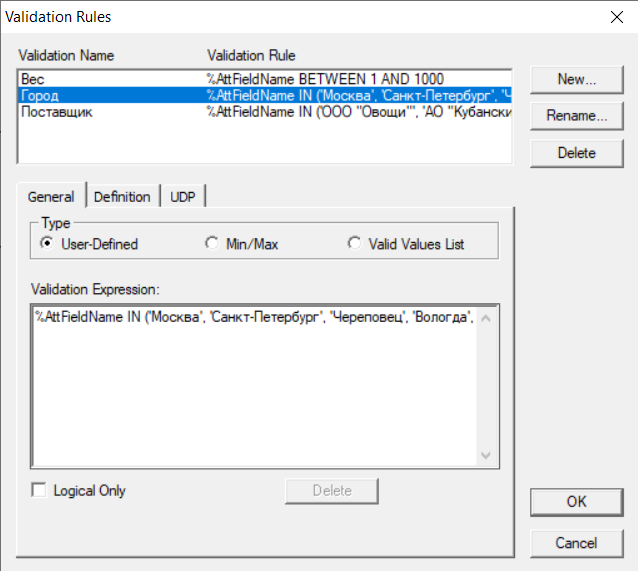 Validation Rules
Validation Name Validation Rule
Вес %AttFieldName BETWEEN 1 AND 1000
Город %AttFieldName IN ('Москва', 'Санкт-Петербург', 'Ч
Поставщик %AttFieldName IN ('ООО "Овощи"', 'АО "Кубански
New...
Rename...
Delete
General Definition UDP
Type
User-Defined Min/Max Valid Values List
Validation Expression:
%AttFieldName IN ('Москва', 'Санкт-Петербург', 'Череповец', 'Вологда',
Logical Only Delete
OK
Cancel